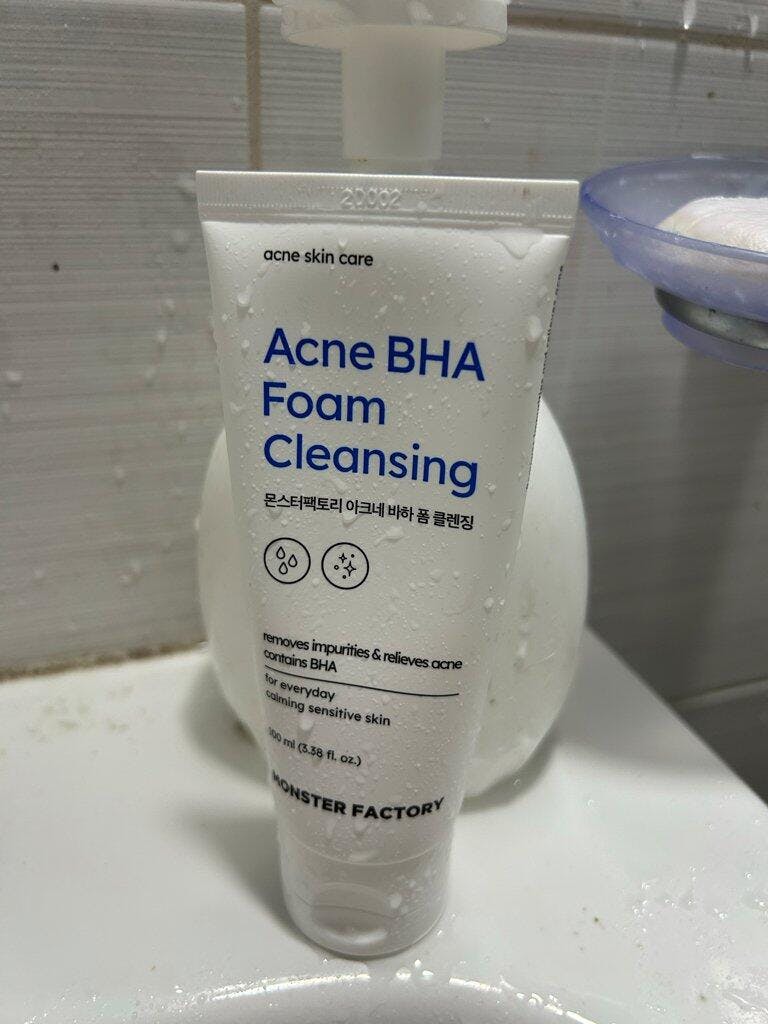 20002
acne skin care
Acne BHA
Foam
Cleansing
몬스터팩토리 아크네 바하 폼 클렌징
removes impurities & relieves acne
contains BHA
for everyday
calming sensitive skin
100 ml (3.38 fl. oz.)
MONSTER FACTORY